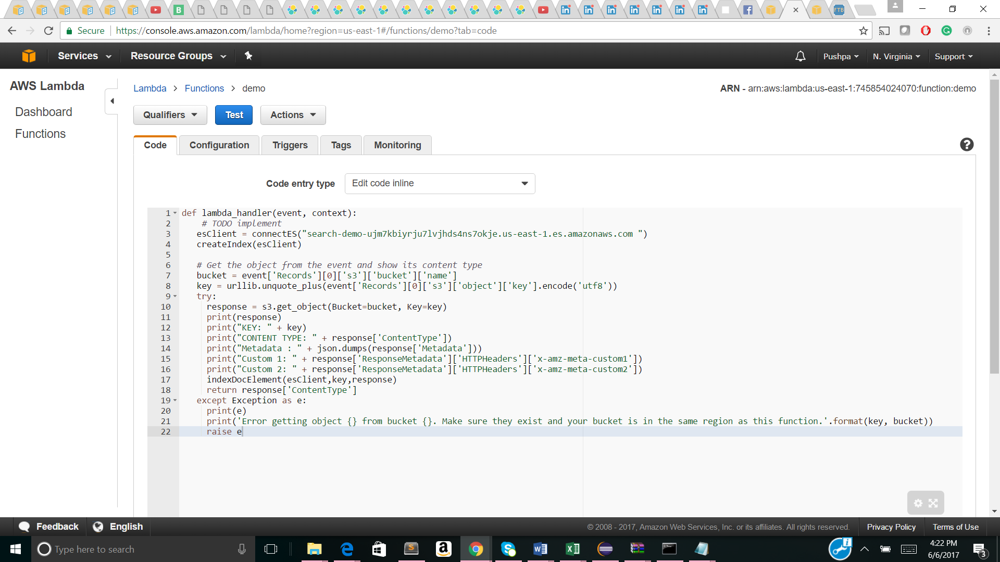 B
FTB
Secure
https://console.aws.amazon.com/lambda/home?region=us-east-1#/functions/demo?tab=code
Services
Resource Groups
Pushpa
N. Virginia
Support
AWS Lambda
Dashboard
Functions
Lambda > Functions > demo
ARN - arn:aws:lambda:us-east-1:745854024070:function:demo
Qualifiers
Test
Actions
Code
Configuration
Triggers
Tags
Monitoring
Code entry type
Edit code inline
1 def lambda_handler(event, context):
2 # TODO implement
3 esClient = connectES("search-demo-ujm7kbiyrju7lvjhds4ns7okje.us-east-1.es.amazonaws.com ")
4 createIndex(esClient)
5
6 # Get the object from the event and show its content type
7 bucket = event['Records'][0]['s3']['bucket']['name']
8 key = urllib.unquote_plus(event['Records'][0]['s3']['object']['key'].encode('utf8'))
9 try:
10 response = s3.get_object(Bucket=bucket, Key=key)
11 print(response)
12 print("KEY: " + key)
13 print("CONTENT TYPE: " + response['ContentType'])
14 print("Metadata : " + json.dumps(response['Metadata']))
15 print("Custom 1: " + response['ResponseMetadata']['HTTPHeaders']['x-amz-meta-custom1'])
16 print("Custom 2: " + response['ResponseMetadata']['HTTPHeaders']['x-amz-meta-custom2'])
17 indexDocElement(esClient,key,response)
18 return response['ContentType']
19 except Exception as e:
20 print(e)
21 print('Error getting object {} from bucket {}. Make sure they exist and your bucket is in the same region as this function.'.format(key, bucket))
22 raise e
Feedback
English
© 2008 - 2017, Amazon Web Services, Inc. or its affiliates. All rights reserved.
Privacy Policy
Terms of Use
Type here to search
4:22 PM
6/6/2017
3